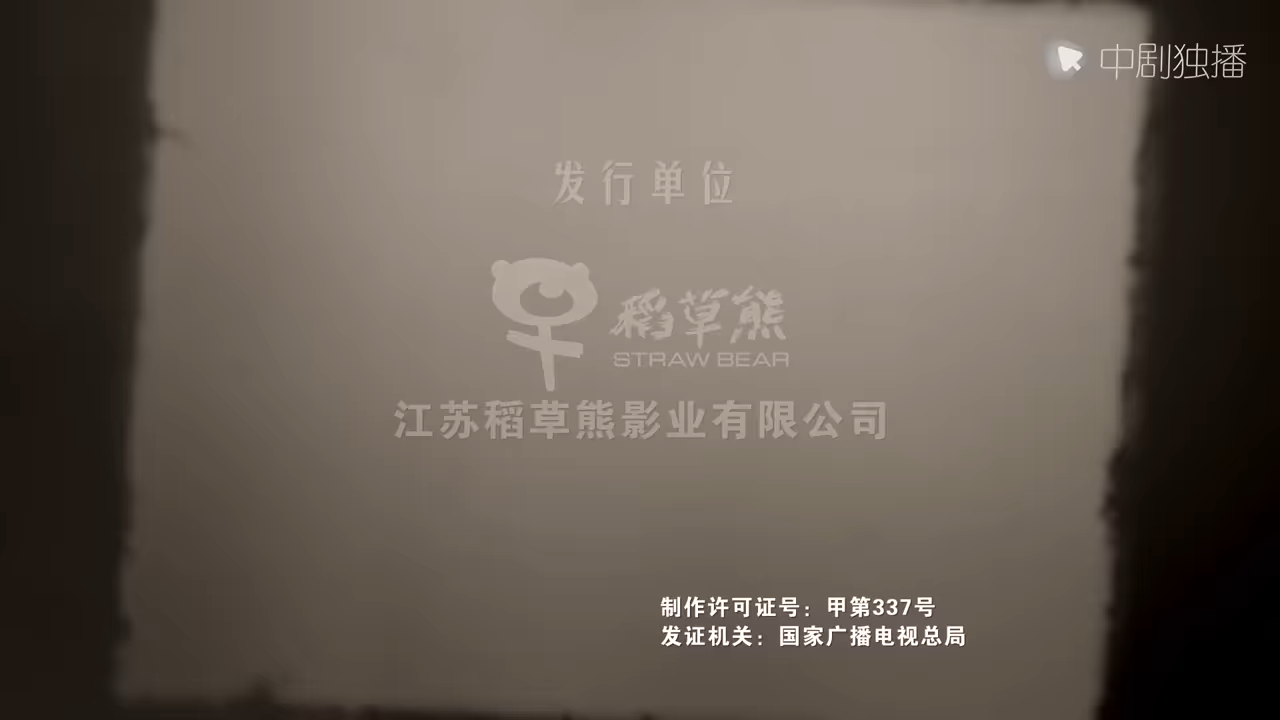 中剧独播
发行单位
稻草熊
STRAW BEAR
江苏稻草熊影业有限公司
制作许可证号：甲第337号
发证机关：国家广播电视总局